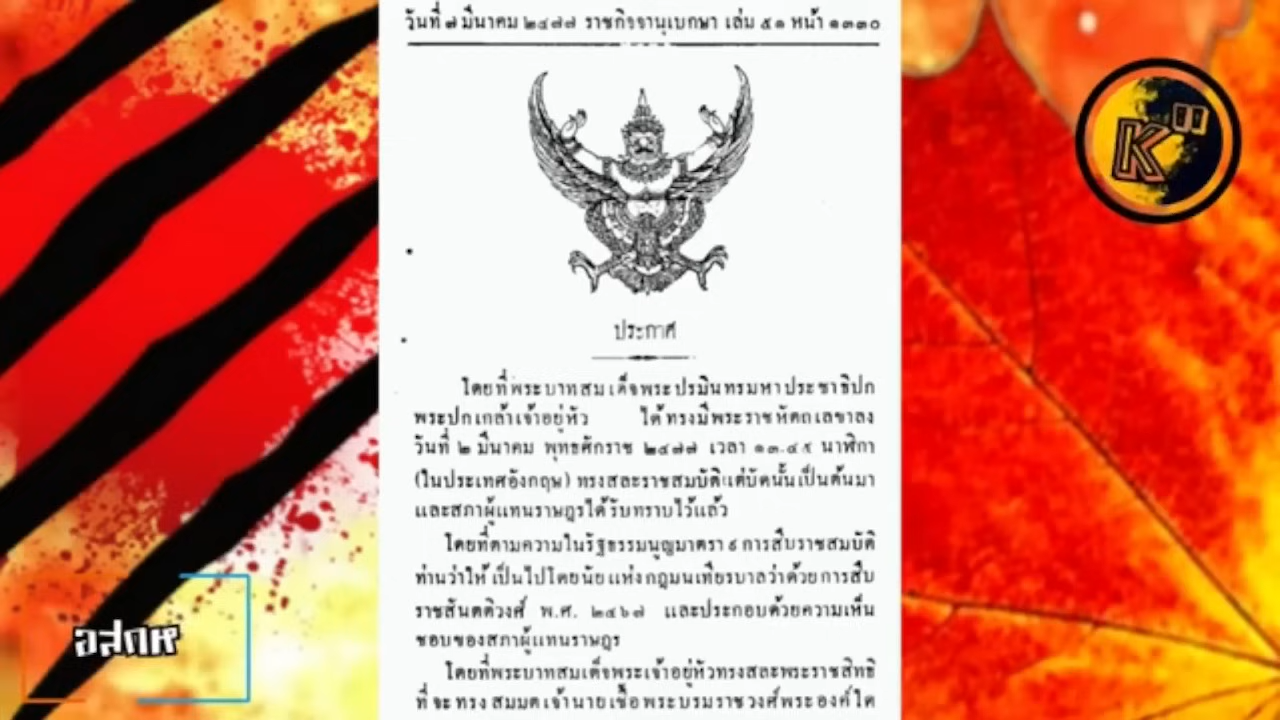 วันที่ ๗ มีนาคม ๒๔๗๗ ราชกิจจานุเบกษา เล่ม ๕๑ หน้า ๑๓๓๐
K"
ประกาศ
โดยที่พระบาทสมเด็จพระปรมินทรมหาประชาธิปก
พระปกเกล้าเจ้าอยู่หัว ได้ทรงมีพระราชหัตถเลขาลง
วันที่ ๒ มีนาคม พุทธศักราช ๒๔๗๗ เวลา ๑๓.๔๕ นาฬิกา
(ในประเทศอังกฤษ) ทรงสละราชสมบัติแต่บัดนั้นเป็นต้นมา
และสภาผู้แทนราษฎรได้รับทราบไว้แล้ว
โดยที่ตามความในรัฐธรรมนูญมาตรา ๙ การสืบราชสมบัติ
ท่านว่าให้เป็นไปโดยนัยแห่งกฎมนเทียรบาลว่าด้วยการสืบ
ราชสันตติวงศ์ พ.ศ. ๒๔๖๗ และประกอบด้วยความเห็น
ชอบของสภาผู้แทนราษฎร
โดยที่พระบาทสมเด็จพระเจ้าอยู่หัวทรงสละพระราชสิทธิ
ที่จะทรงสมมตเจ้านายเชื้อพระบรมราชวงศ์พระองค์ใด
อสภห